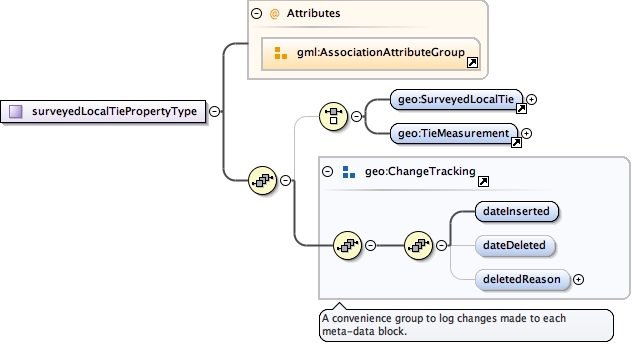 @ Attributes
gml:AssociationAttributeGroup
surveyedLocalTiePropertyType
geo:SurveyedLocalTie
geo:TieMeasurement
geo:ChangeTracking
dateInserted
dateDeleted
deletedReason
A convenience group to log changes made to each
meta-data block.